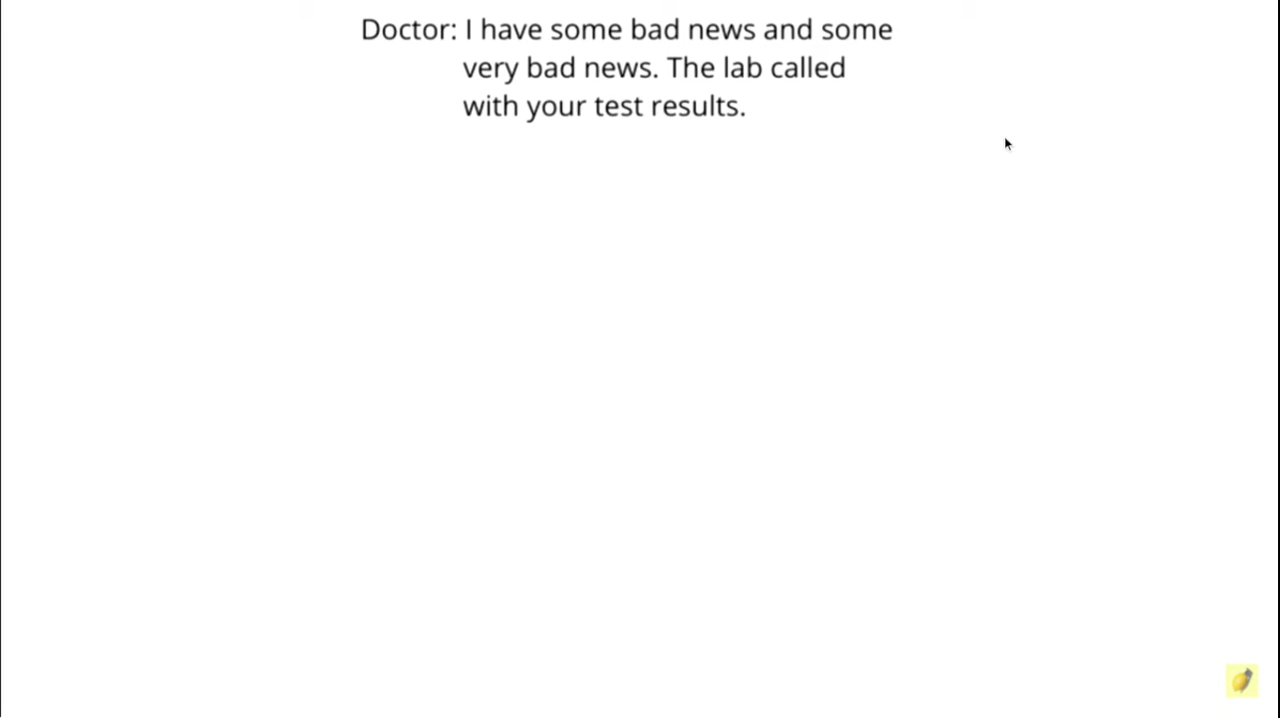 Doctor: I have some bad news and some
very bad news. The lab called
with your test results.